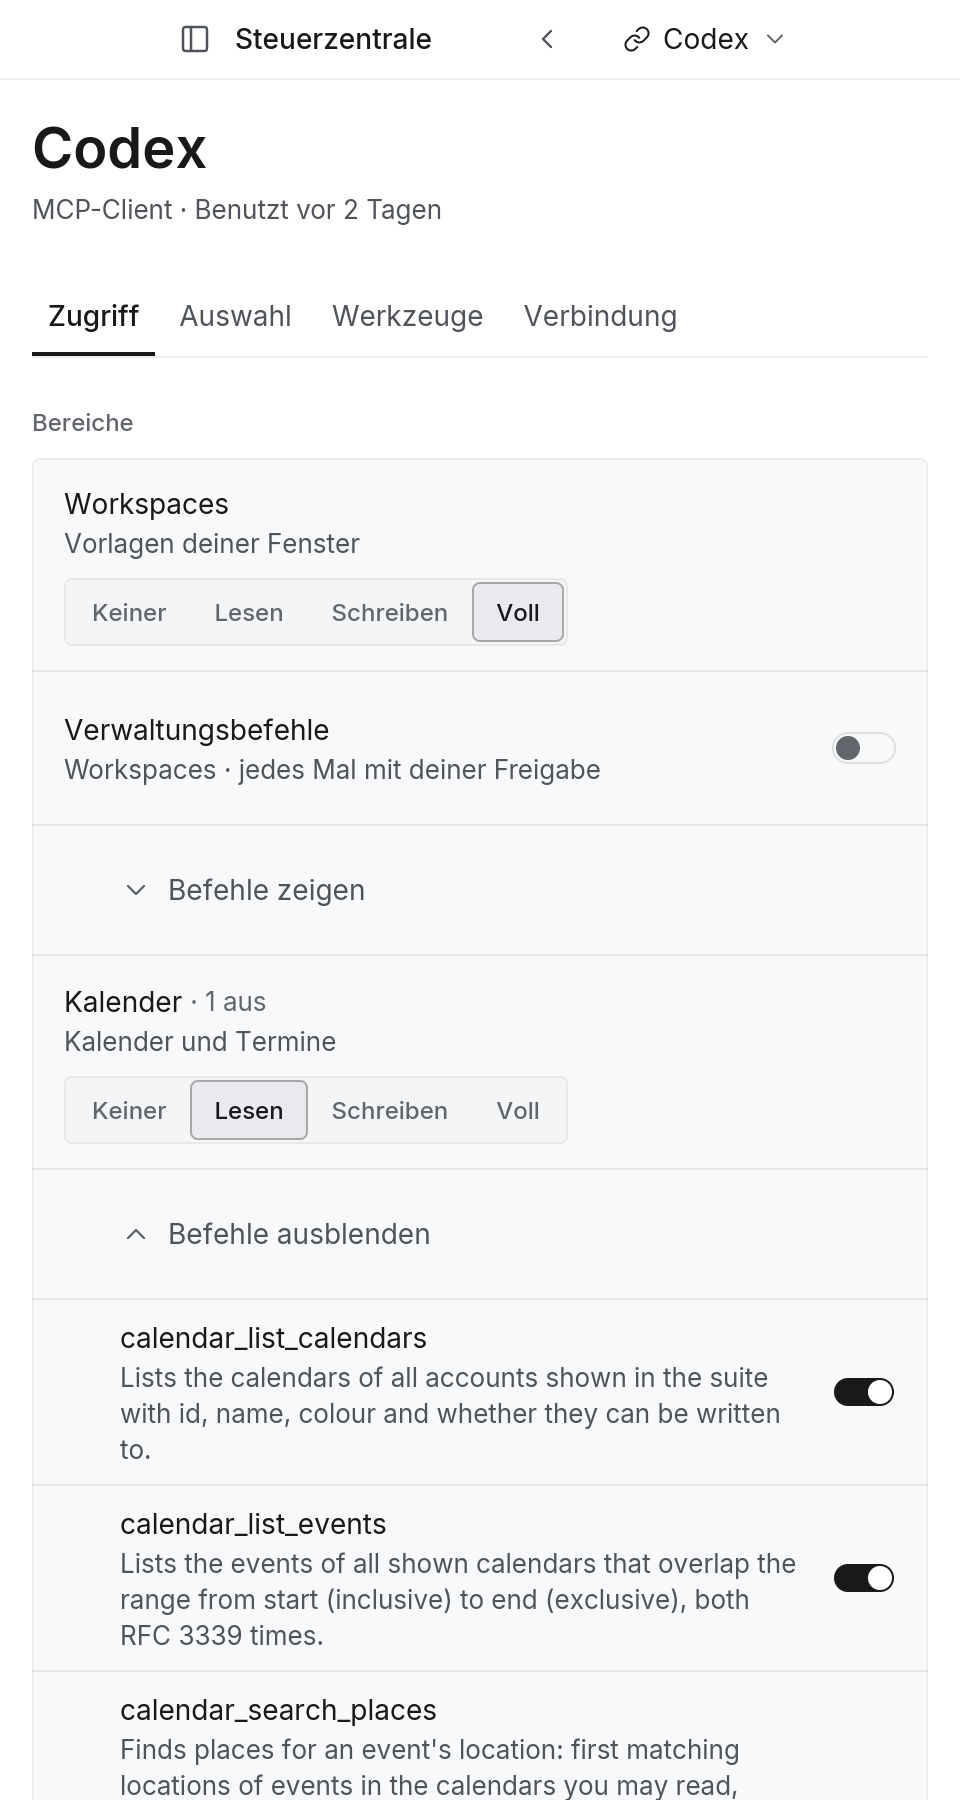 Steuerzentrale
Codex
Codex
MCP-Client · Benutzt vor 2 Tagen
Zugriff Auswahl Werkzeuge Verbindung
Bereiche
Workspaces
Vorlagen deiner Fenster
Keiner Lesen Schreiben Voll
Verwaltungsbefehle
Workspaces · jedes Mal mit deiner Freigabe
Befehle zeigen
Kalender · 1 aus
Kalender und Termine
Keiner Lesen Schreiben Voll
Befehle ausblenden
calendar_list_calendars
Lists the calendars of all accounts shown in the suite
with id, name, colour and whether they can be written
to.
calendar_list_events
Lists the events of all shown calendars that overlap the
range from start (inclusive) to end (exclusive), both
RFC 3339 times.
calendar_search_places
Finds places for an event's location: first matching
locations of events in the calendars you may read,